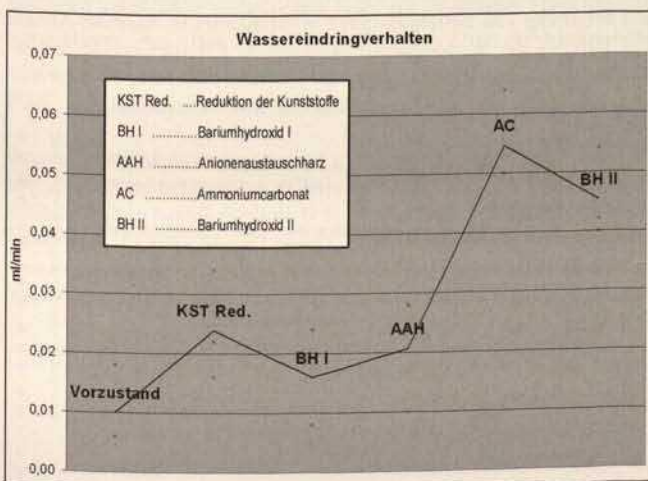 Wassereindringverhalten
0,07
0,06
0,05
0,04
0,03
0,02
0,01
0,00
ml/min
KST Red. ....Reduktion der Kunststoffe
BH I ............Bariumhydroxid I
AAH ............Anionenaustauschharz
AC ..............Ammoniumcarbonat
BH II ...........Bariumhydroxid II
Vorzustand
KST Red.
BH I
AAH
AC
BH II